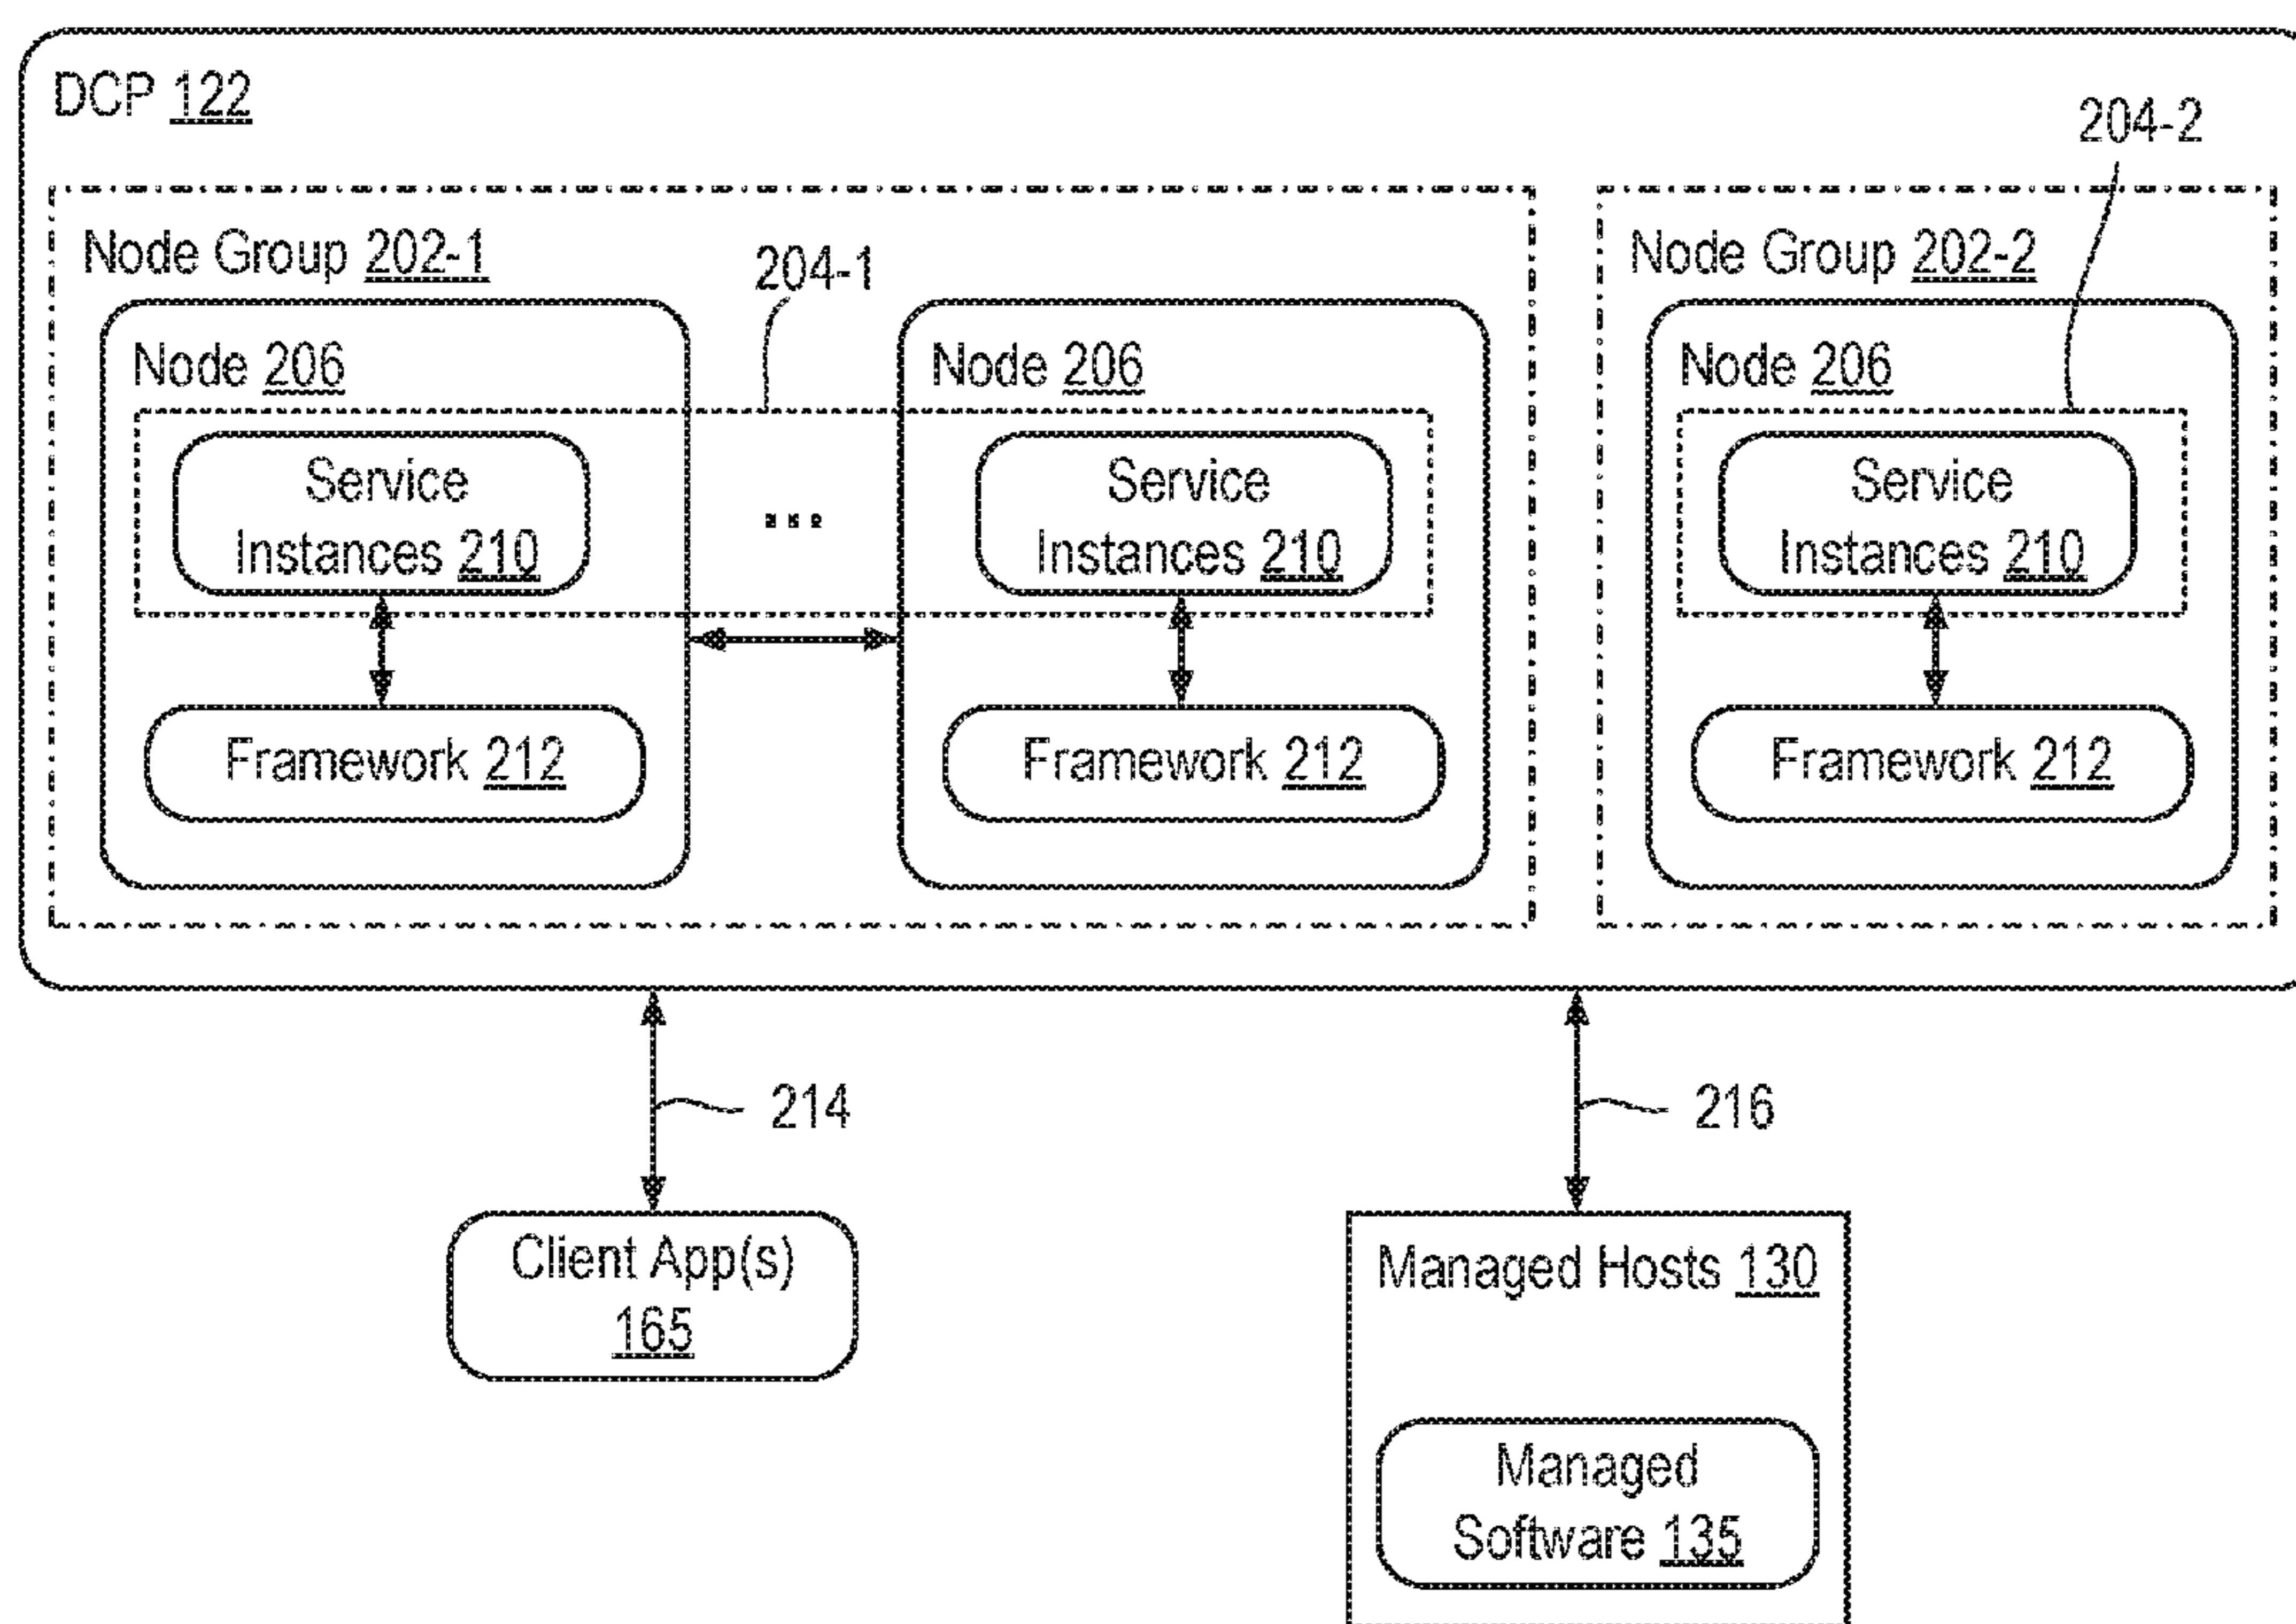 DCP 122
204-2
Node Group 202-1
204-1
Node Group 202-2
Node 206
Node 206
Node 206
Service
Instances 210
...
Service
Instances 210
Service
Instances 210
Framework 212
Framework 212
Framework 212
214
216
Client App(s)
165
Managed Hosts 130
Managed
Software 135